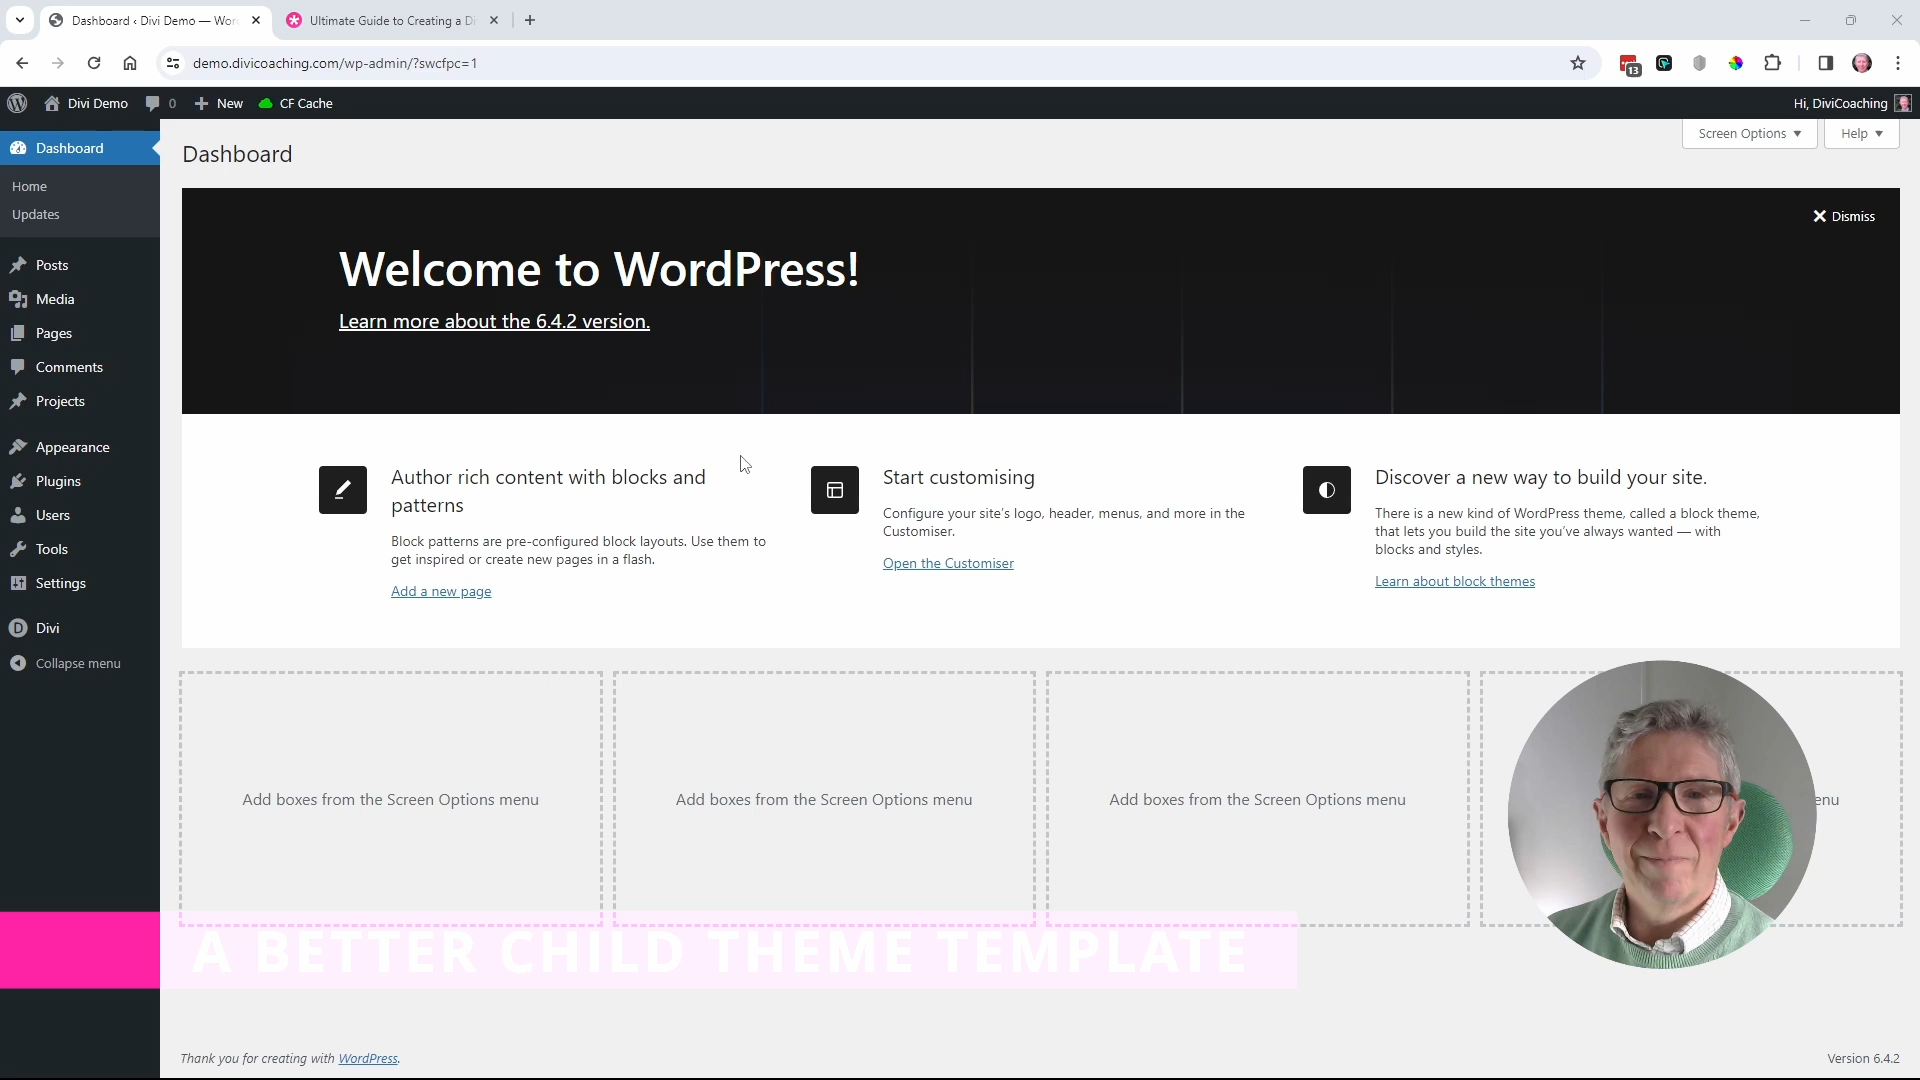 Dashboard ‹ Divi Demo — Wor
Ultimate Guide to Creating a D
demo.divicoaching.com/wp-admin/?swcfpc=1
13
Divi Demo
0
New
CF Cache
Hi, DiviCoaching
Dashboard
Home
Updates
Posts
Media
Pages
Comments
Projects
Appearance
Plugins
Users
Tools
Settings
Divi
Collapse menu
Dashboard
Screen Options
Help
Dismiss
Welcome to WordPress!
Learn more about the 6.4.2 version.
Author rich content with blocks and
patterns
Block patterns are pre-configured block layouts. Use them to
get inspired or create new pages in a flash.
Add a new page
Start customising
Configure your site's logo, header, menus, and more in the
Customiser.
Open the Customiser
Discover a new way to build your site.
There is a new kind of WordPress theme, called a block theme,
that lets you build the site you've always wanted — with
blocks and styles.
Learn about block themes
Add boxes from the Screen Options menu
Add boxes from the Screen Options menu
Add boxes from the Screen Options menu
enu
A BETTER CHILD THEME TEMPLATE
Thank you for creating with WordPress.
Version 6.4.2